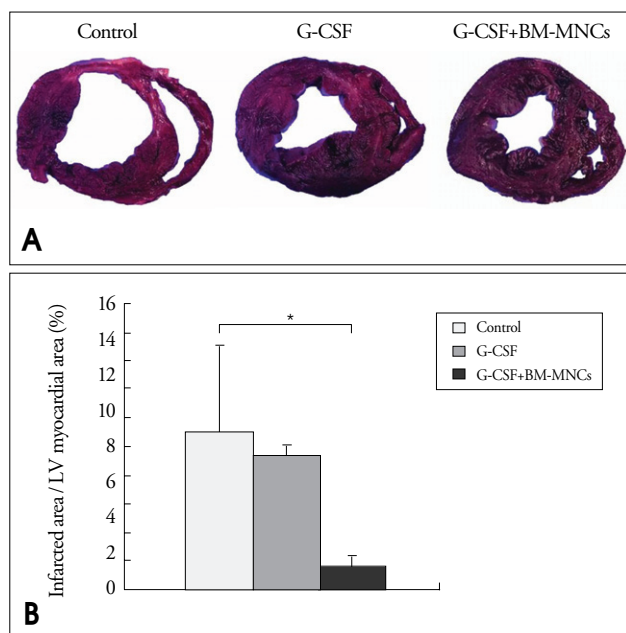 Control G-CSF G-CSF+BM-MNCs
A
Infarcted area / LV myocardial area (%)
16
14
12
10
8
6
4
2
0
*
Control
G-CSF
G-CSF+BM-MNCs
B